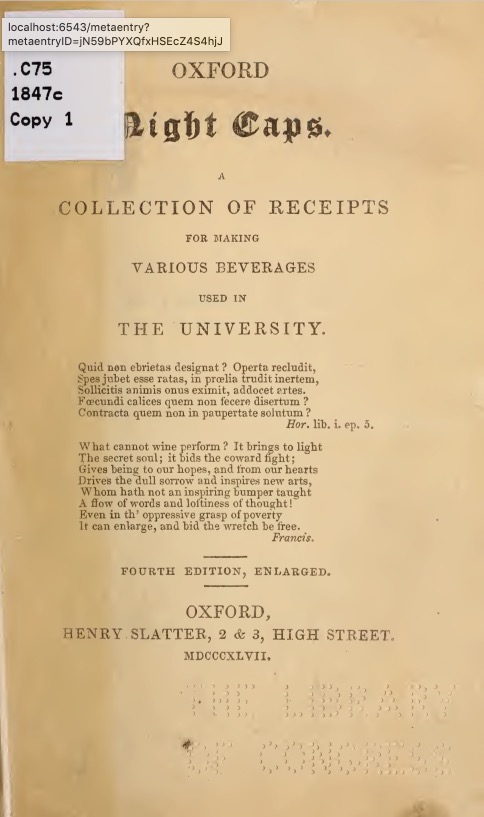 localhost:6543/metaentry?
metaentryID=jN59bPYXQfxHSEcZ4S4hjJ
.C75
1847c
Copy 1
OXFORD
Night Caps.
A
COLLECTION OF RECEIPTS
FOR MAKING
VARIOUS BEVERAGES
USED IN
THE UNIVERSITY.
Quid non ebrietas designat? Operta recludit,
Spes jubet esse ratas, in prœlia trudit inertem,
Sollicitis animis onus eximit, addocet artes.
Fœcundi calices quem non fecere disertum?
Contracta quem non in paupertate solutum?
Hor. lib. i. ep. 5.
What cannot wine perform? It brings to light
The secret soul; it bids the coward fight;
Gives being to our hopes, and from our hearts
Drives the dull sorrow and inspires new arts,
Whom hath not an inspiring bumper taught
A flow of words and loftiness of thought!
Even in th' oppressive grasp of poverty
It can enlarge, and bid the wretch be free.
Francis.
FOURTH EDITION, ENLARGED.
OXFORD,
HENRY SLATTER, 2 & 3, HIGH STREET.
MDCCCXLVII.
THE LIBRARY
OF CONGRESS